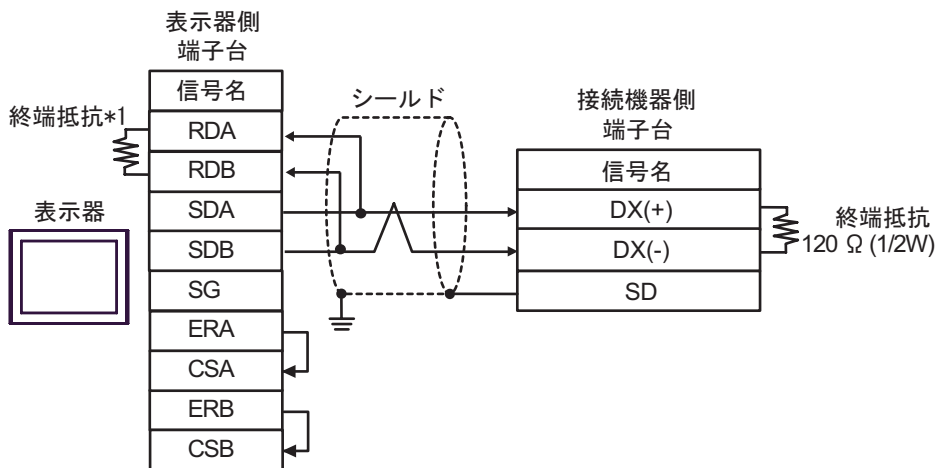 表示器側
端子台
信号名
終端抵抗*1
RDA
RDB
SDA
SDB
SG
ERA
CSA
ERB
CSB
表示器
シールド
接続機器側
端子台
信号名
DX(+)
DX(-)
SD
終端抵抗
120 Ω (1/2W)